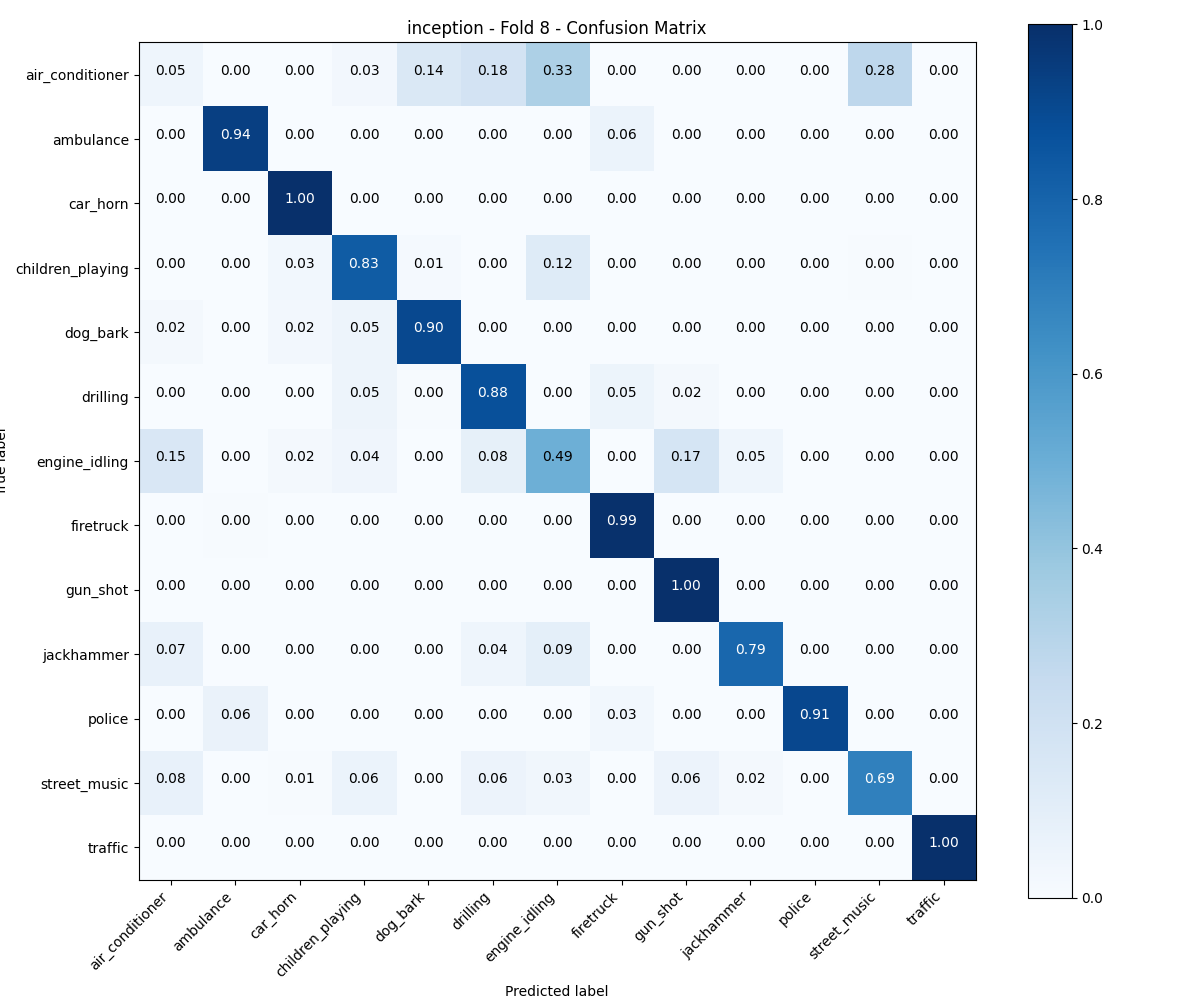 inception - Fold 8 - Confusion Matrix
air_conditioner 0.05 0.00 0.00 0.03 0.14 0.18 0.33 0.00 0.00 0.00 0.00 0.28 0.00
ambulance 0.00 0.94 0.00 0.00 0.00 0.00 0.00 0.06 0.00 0.00 0.00 0.00 0.00
car_horn 0.00 0.00 1.00 0.00 0.00 0.00 0.00 0.00 0.00 0.00 0.00 0.00 0.00
children_playing 0.00 0.00 0.03 0.83 0.01 0.00 0.12 0.00 0.00 0.00 0.00 0.00 0.00
dog_bark 0.02 0.00 0.02 0.05 0.90 0.00 0.00 0.00 0.00 0.00 0.00 0.00 0.00
drilling 0.00 0.00 0.00 0.05 0.00 0.88 0.00 0.05 0.02 0.00 0.00 0.00 0.00
engine_idling 0.15 0.00 0.02 0.04 0.00 0.08 0.49 0.00 0.17 0.05 0.00 0.00 0.00
firetruck 0.00 0.00 0.00 0.00 0.00 0.00 0.00 0.99 0.00 0.00 0.00 0.00 0.00
gun_shot 0.00 0.00 0.00 0.00 0.00 0.00 0.00 0.00 1.00 0.00 0.00 0.00 0.00
jackhammer 0.07 0.00 0.00 0.00 0.00 0.04 0.09 0.00 0.00 0.79 0.00 0.00 0.00
police 0.00 0.06 0.00 0.00 0.00 0.00 0.00 0.03 0.00 0.00 0.91 0.00 0.00
street_music 0.08 0.00 0.01 0.06 0.00 0.06 0.03 0.00 0.06 0.02 0.00 0.69 0.00
traffic 0.00 0.00 0.00 0.00 0.00 0.00 0.00 0.00 0.00 0.00 0.00 0.00 1.00
air_conditioner ambulance car_horn children_playing dog_bark drilling engine_idling firetruck gun_shot jackhammer police street_music traffic
Predicted label
True label
1.0
0.8
0.6
0.4
0.2
0.0